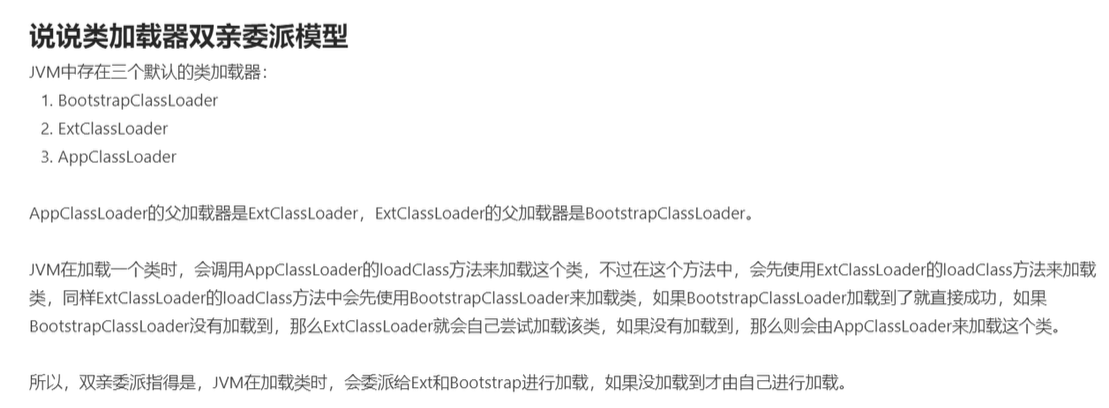 说说类加载器双亲委派模型
JVM中存在三个默认的类加载器：
1. BootstrapClassLoader
2. ExtClassLoader
3. AppClassLoader
AppClassLoader的父加载器是ExtClassLoader，ExtClassLoader的父加载器是BootstrapClassLoader。
JVM在加载一个类时，会调用AppClassLoader的loadClass方法来加载这个类，不过在这个方法中，会先使用ExtClassLoader的loadClass方法来加载
类，同样ExtClassLoader的loadClass方法中会先使用BootstrapClassLoader来加载类，如果BootstrapClassLoader加载到了就直接成功，如果
BootstrapClassLoader没有加载到，那么ExtClassLoader就会自己尝试加载该类，如果没有加载到，那么则会由AppClassLoader来加载这个类。
所以，双亲委派指得是，JVM在加载类时，会委派给Ext和Bootstrap进行加载，如果没加载到才由自己进行加载。